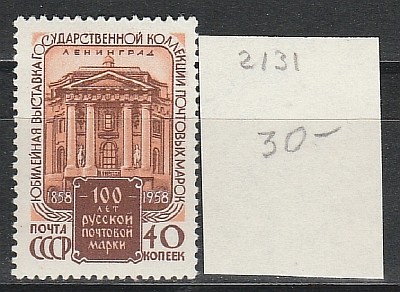 ЮБИЛЕЙНАЯ ВЫСТАВКА ГОСУДАРСТВЕННОЙ КОЛЛЕКЦИИ ПОЧТОВЫХ МАРОК
ЛЕНИНГРАД
1858 1958
100
ЛЕТ
РУССКОЙ
ПОЧТОВОЙ
МАРКИ
ПОЧТА
СССР
40
КОПЕЕК
2131
30-